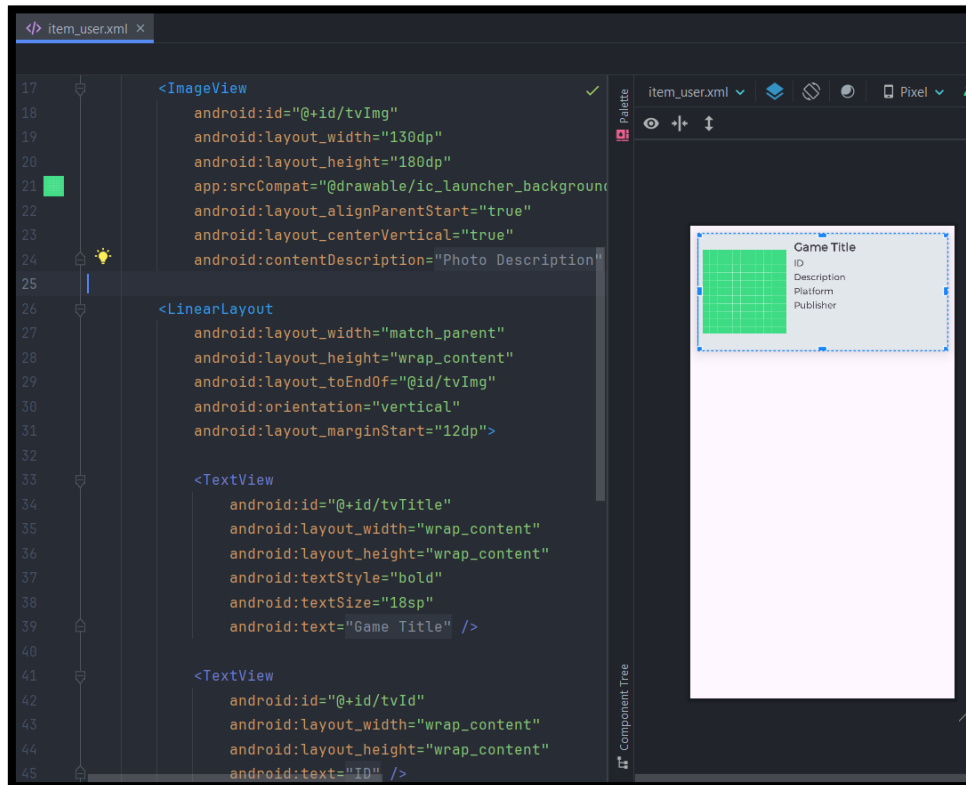 item_user.xml
17 <ImageView
18 android:id="@+id/tvImg"
19 android:layout_width="130dp"
20 android:layout_height="180dp"
21 app:srcCompat="@drawable/ic_launcher_background
22 android:layout_alignParentStart="true"
23 android:layout_centerVertical="true"
24 android:contentDescription="Photo Description"
25
26 <LinearLayout
27 android:layout_width="match_parent"
28 android:layout_height="wrap_content"
29 android:layout_toEndOf="@id/tvImg"
30 android:orientation="vertical"
31 android:layout_marginStart="12dp">
32
33 <TextView
34 android:id="@+id/tvTitle"
35 android:layout_width="wrap_content"
36 android:layout_height="wrap_content"
37 android:textStyle="bold"
38 android:textSize="18sp"
39 android:text="Game Title" />
40
41 <TextView
42 android:id="@+id/tvId"
43 android:layout_width="wrap_content"
44 android:layout_height="wrap_content"
45 android:text="ID" />
Palette
Component Tree
item_user.xml
Pixel
Game Title
ID
Description
Platform
Publisher